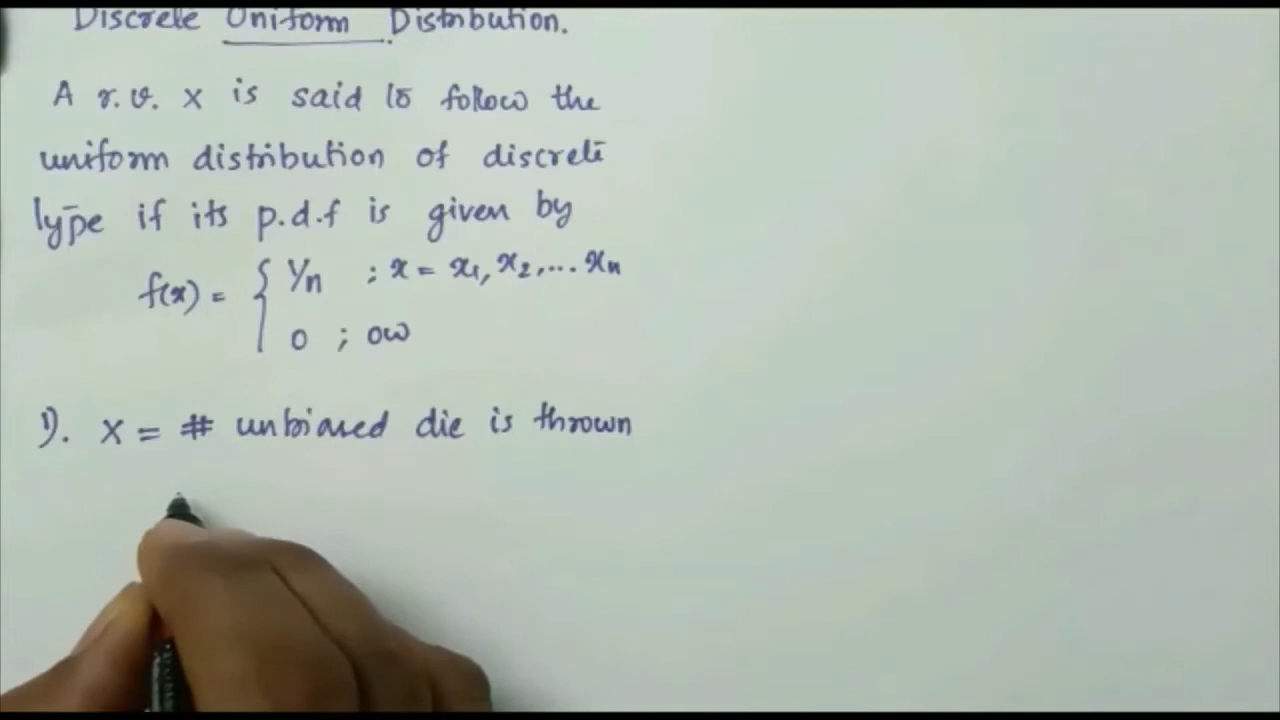 Discrete Uniform Distribution.
A r.v. X is said to follow the
uniform distribution of discrete
type if its p.d.f is given by
f(x) = { 1/n ; x = x₁, x₂, ... xₙ
0 ; ow
1). X = # unbiased die is thrown